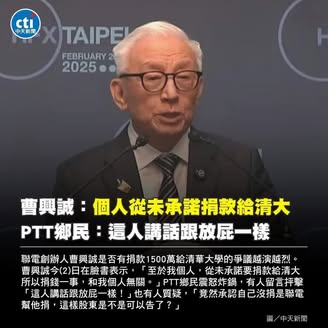 cti
中天新聞
HPX TAIPEI
FEBRUARY 2
2025
曹興誠：個人從未承諾捐款給清大
PTT鄉民：這人講話跟放屁一樣
聯電創辦人曹興誠是否有捐款1500萬給清華大學的爭議越演越烈。
曹興誠今(2)日在臉書表示，「至於我個人，從未承諾要捐款給清大
所以捐錢一事，和我個人無關。」PTT鄉民震怒炸鍋，有人留言抨擊
「這人講話跟放屁一樣！」也有人質疑，「竟然承認自己沒捐是聯電
幫他捐，這樣股東是不是可以告了？」
圖／中天新聞